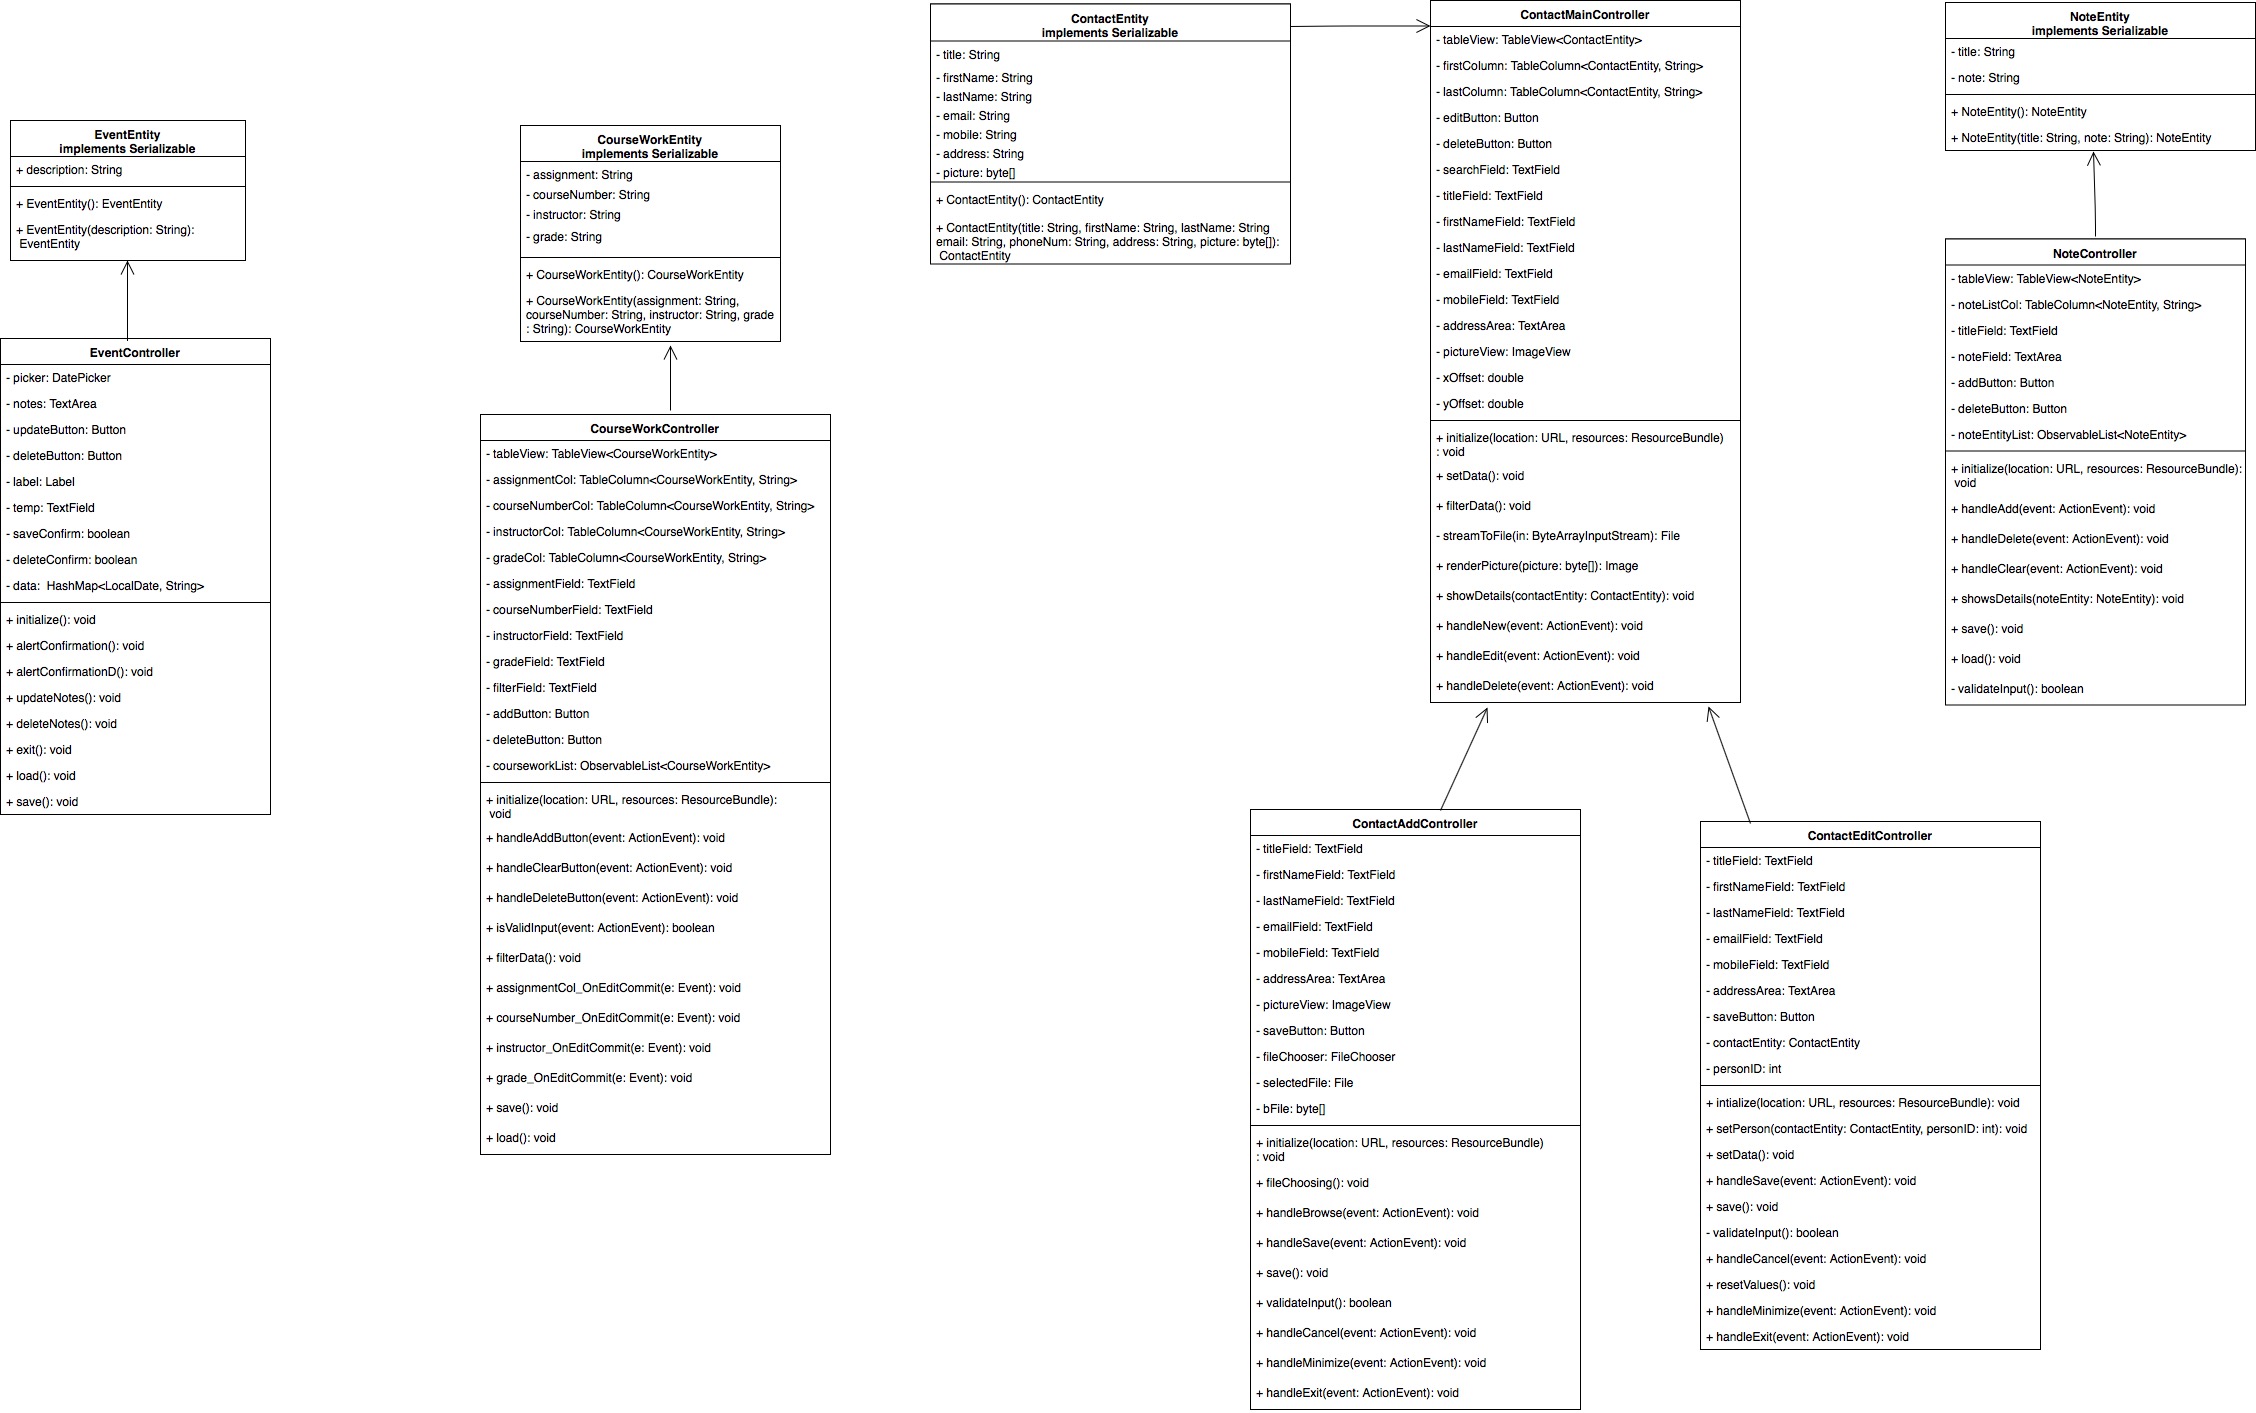 EventEntity
implements Serializable
+ description: String
+ EventEntity(): EventEntity
+ EventEntity(description: String):
EventEntity
EventController
- picker: DatePicker
- notes: TextArea
- updateButton: Button
- deleteButton: Button
- label: Label
- temp: TextField
- saveConfirm: boolean
- deleteConfirm: boolean
- data:  HashMap<LocalDate, String>
+ initialize(): void
+ alertConfirmation(): void
+ alertConfirmationD(): void
+ updateNotes(): void
+ deleteNotes(): void
+ exit(): void
+ load(): void
+ save(): void
CourseWorkEntity
implements Serializable
- assignment: String
- courseNumber: String
- instructor: String
- grade: String
+ CourseWorkEntity(): CourseWorkEntity
+ CourseWorkEntity(assignment: String,
courseNumber: String, instructor: String, grade
: String): CourseWorkEntity
CourseWorkController
- tableView: TableView<CourseWorkEntity>
- assignmentCol: TableColumn<CourseWorkEntity, String>
- courseNumberCol: TableColumn<CourseWorkEntity, String>
- instructorCol: TableColumn<CourseWorkEntity, String>
- gradeCol: TableColumn<CourseWorkEntity, String>
- assignmentField: TextField
- courseNumberField: TextField
- instructorField: TextField
- gradeField: TextField
- filterField: TextField
- addButton: Button
- deleteButton: Button
- courseworkList: ObservableList<CourseWorkEntity>
+ initialize(location: URL, resources: ResourceBundle):
void
+ handleAddButton(event: ActionEvent): void
+ handleClearButton(event: ActionEvent): void
+ handleDeleteButton(event: ActionEvent): void
+ isValidInput(event: ActionEvent): boolean
+ filterData(): void
+ assignmentCol_OnEditCommit(e: Event): void
+ courseNumber_OnEditCommit(e: Event): void
+ instructor_OnEditCommit(e: Event): void
+ grade_OnEditCommit(e: Event): void
+ save(): void
+ load(): void
ContactEntity
implements Serializable
- title: String
- firstName: String
- lastName: String
- email: String
- mobile: String
- address: String
- picture: byte[]
+ ContactEntity(): ContactEntity
+ ContactEntity(title: String, firstName: String, lastName: String
email: String, phoneNum: String, address: String, picture: byte[]):
ContactEntity
ContactMainController
- tableView: TableView<ContactEntity>
- firstColumn: TableColumn<ContactEntity, String>
- lastColumn: TableColumn<ContactEntity, String>
- editButton: Button
- deleteButton: Button
- searchField: TextField
- titleField: TextField
- firstNameField: TextField
- lastNameField: TextField
- emailField: TextField
- mobileField: TextField
- addressArea: TextArea
- pictureView: ImageView
- xOffset: double
- yOffset: double
+ initialize(location: URL, resources: ResourceBundle)
: void
+ setData(): void
+ filterData(): void
- streamToFile(in: ByteArrayInputStream): File
+ renderPicture(picture: byte[]): Image
+ showDetails(contactEntity: ContactEntity): void
+ handleNew(event: ActionEvent): void
+ handleEdit(event: ActionEvent): void
+ handleDelete(event: ActionEvent): void
ContactAddController
- titleField: TextField
- firstNameField: TextField
- lastNameField: TextField
- emailField: TextField
- mobileField: TextField
- addressArea: TextArea
- pictureView: ImageView
- saveButton: Button
- fileChooser: FileChooser
- selectedFile: File
- bFile: byte[]
+ initialize(location: URL, resources: ResourceBundle)
: void
+ fileChoosing(): void
+ handleBrowse(event: ActionEvent): void
+ handleSave(event: ActionEvent): void
+ save(): void
+ validateInput(): boolean
+ handleCancel(event: ActionEvent): void
+ handleMinimize(event: ActionEvent): void
+ handleExit(event: ActionEvent): void
ContactEditController
- titleField: TextField
- firstNameField: TextField
- lastNameField: TextField
- emailField: TextField
- mobileField: TextField
- addressArea: TextArea
- saveButton: Button
- contactEntity: ContactEntity
- personID: int
+ intialize(location: URL, resources: ResourceBundle): void
+ setPerson(contactEntity: ContactEntity, personID: int): void
+ setData(): void
+ handleSave(event: ActionEvent): void
+ save(): void
- validateInput(): boolean
+ handleCancel(event: ActionEvent): void
+ resetValues(): void
+ handleMinimize(event: ActionEvent): void
+ handleExit(event: ActionEvent): void
NoteEntity
implements Serializable
- title: String
- note: String
+ NoteEntity(): NoteEntity
+ NoteEntity(title: String, note: String): NoteEntity
NoteController
- tableView: TableView<NoteEntity>
- noteListCol: TableColumn<NoteEntity, String>
- titleField: TextField
- noteField: TextArea
- addButton: Button
- deleteButton: Button
- noteEntityList: ObservableList<NoteEntity>
+ initialize(location: URL, resources: ResourceBundle):
void
+ handleAdd(event: ActionEvent): void
+ handleDelete(event: ActionEvent): void
+ handleClear(event: ActionEvent): void
+ showsDetails(noteEntity: NoteEntity): void
+ save(): void
+ load(): void
- validateInput(): boolean